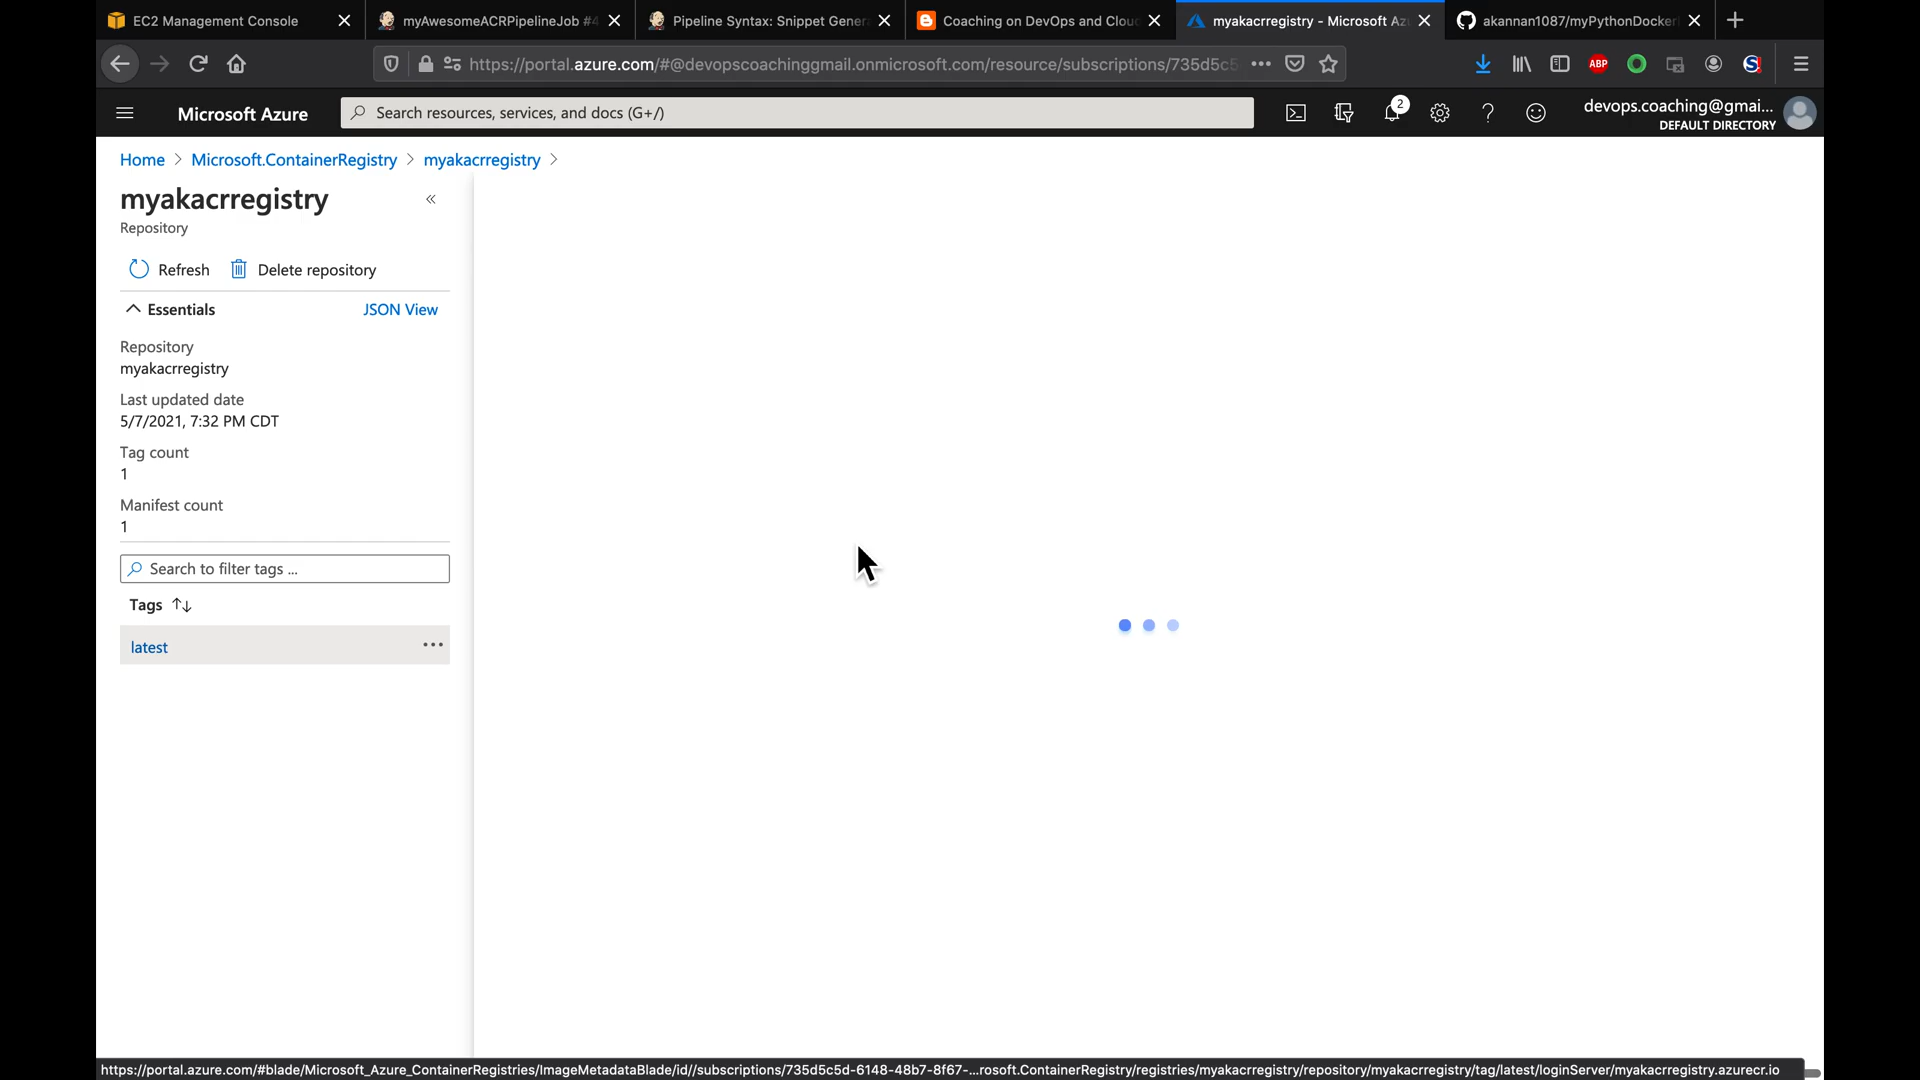 EC2 Management Console
myAwesomeACRPipelineJob #4
Pipeline Syntax: Snippet Gener
Coaching on DevOps and Clou
myakacrregistry - Microsoft Az
akannan1087/myPythonDocker
https://portal.azure.com/#@devopscoachinggmail.onmicrosoft.com/resource/subscriptions/735d5c5
ABP
Microsoft Azure
Search resources, services, and docs (G+/)
2
devops.coaching@gmai...
DEFAULT DIRECTORY
Home > Microsoft.ContainerRegistry > myakacrregistry >
myakacrregistry
Repository
Refresh
Delete repository
Essentials
JSON View
Repository
myakacrregistry
Last updated date
5/7/2021, 7:32 PM CDT
Tag count
1
Manifest count
1
Search to filter tags ...
Tags
latest
https://portal.azure.com/#blade/Microsoft_Azure_ContainerRegistries/ImageMetadataBlade/id//subscriptions/735d5c5d-6148-48b7-8f67-...rosoft.ContainerRegistry/registries/myakacrregistry/repository/myakacrregistry/tag/latest/loginServer/myakacrregistry.azurecr.io